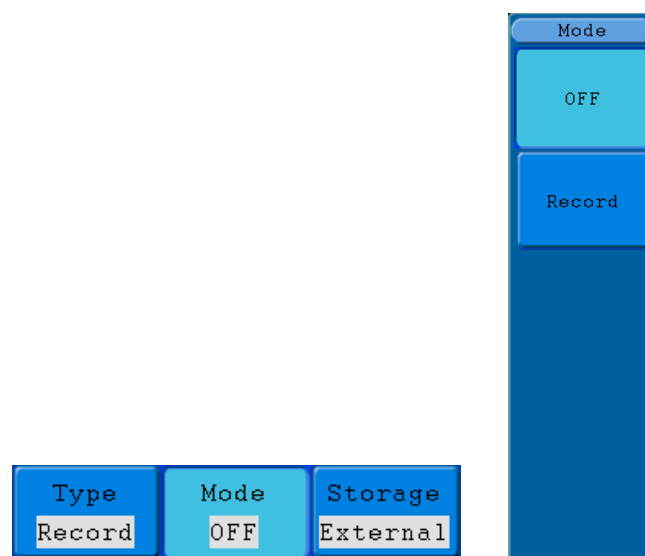 Mode
OFF
Record
Type Mode Storage
Record OFF External